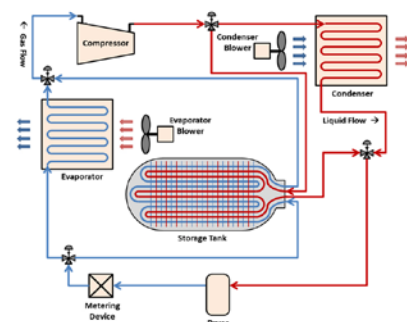 ← Gas Flow
Compressor
Condenser
Blower
Condenser
Liquid Flow →
Evaporator
Blower
Evaporator
Storage Tank
Metering
Device